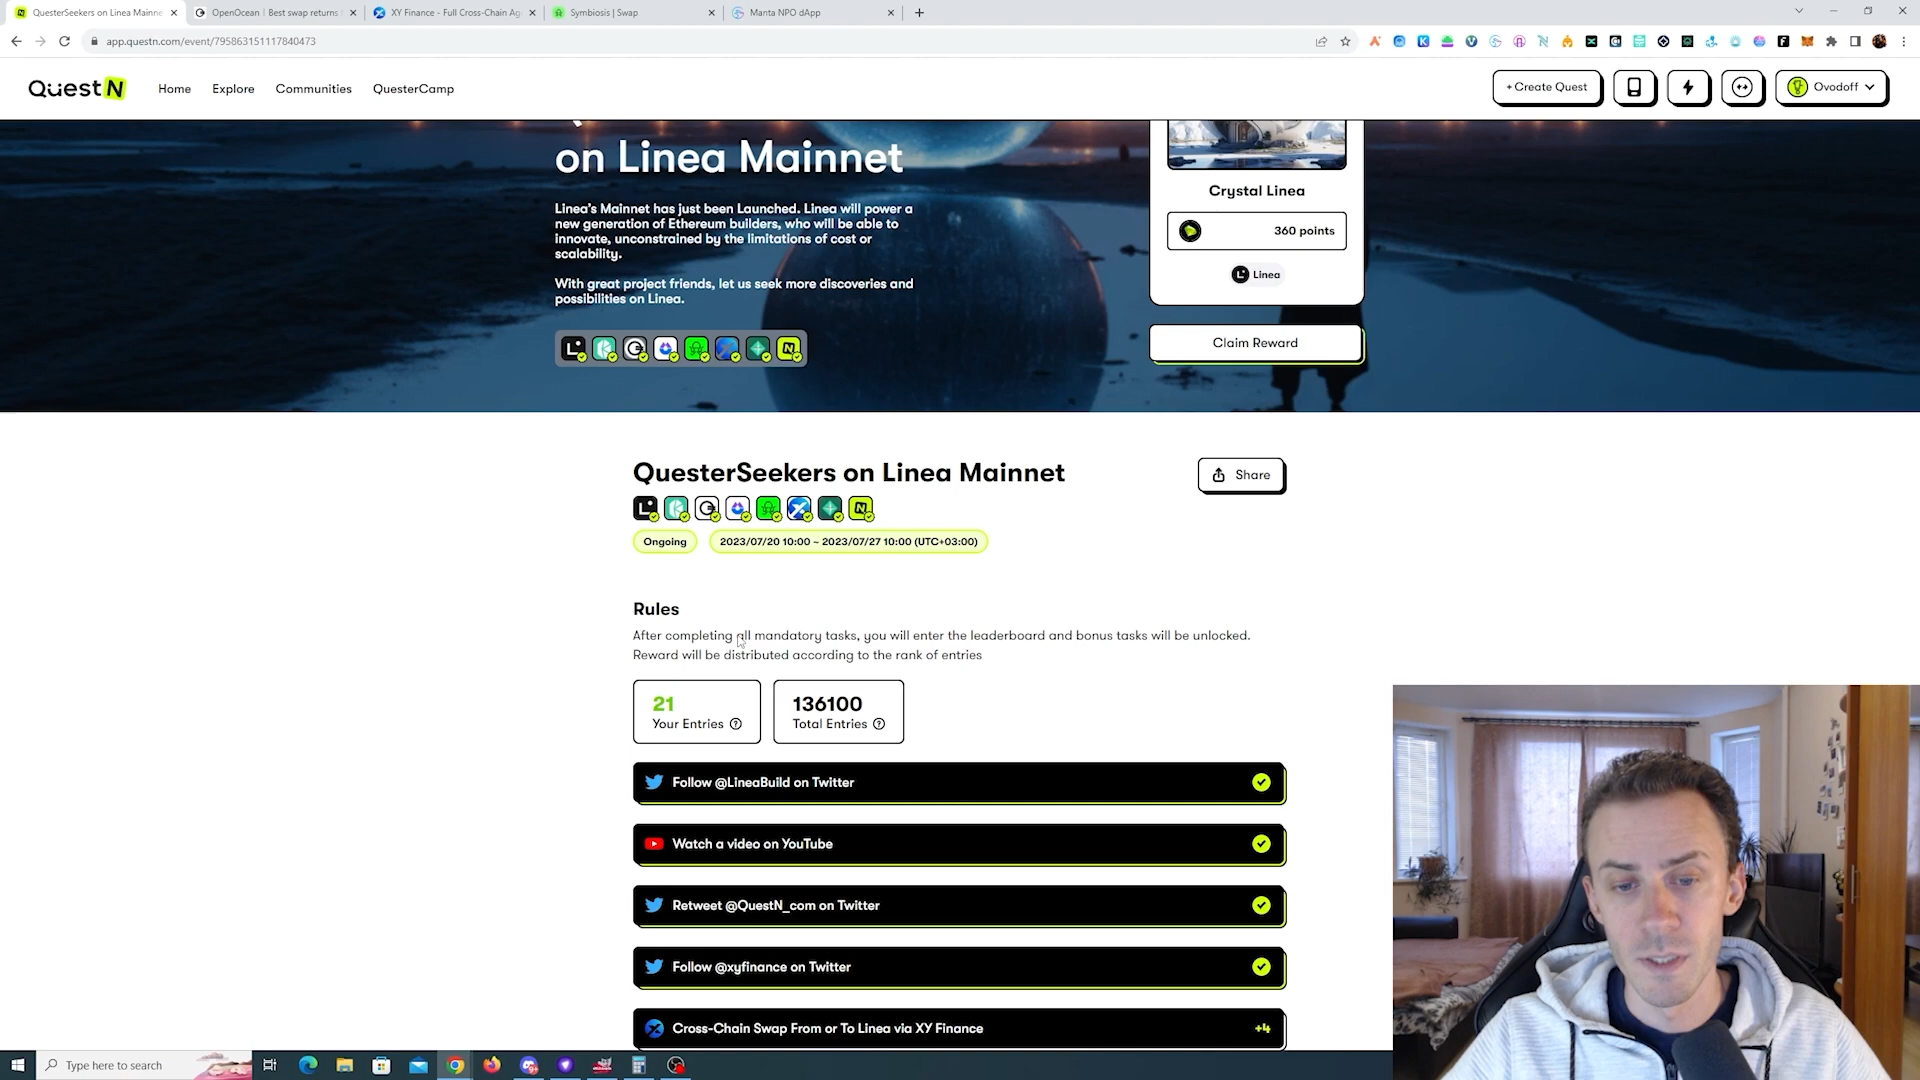 QuesterSeekers on Linea Mainne
OpenOcean | Best swap returns
XY Finance - Full Cross-Chain Ag
Symbiosis | Swap
Manta NPO dApp
app.questn.com/event/795863151117840473
QuestN
Home
Explore
Communities
QuesterCamp
+ Create Quest
Ovodoff
on Linea Mainnet
Linea's Mainnet has just been Launched. Linea will power a
new generation of Ethereum builders, who will be able to
innovate, unconstrained by the limitations of cost or
scalability.
With great project friends, let us seek more discoveries and
possibilities on Linea.
Crystal Linea
360 points
Linea
Claim Reward
QuesterSeekers on Linea Mainnet
Share
Ongoing
2023/07/20 10:00 ~ 2023/07/27 10:00 (UTC+03:00)
Rules
After completing all mandatory tasks, you will enter the leaderboard and bonus tasks will be unlocked.
Reward will be distributed according to the rank of entries
21
Your Entries
136100
Total Entries
Follow @LineaBuild on Twitter
Watch a video on YouTube
Retweet @QuestN_com on Twitter
Follow @xyfinance on Twitter
Cross-Chain Swap From or To Linea via XY Finance
+4
Type here to search